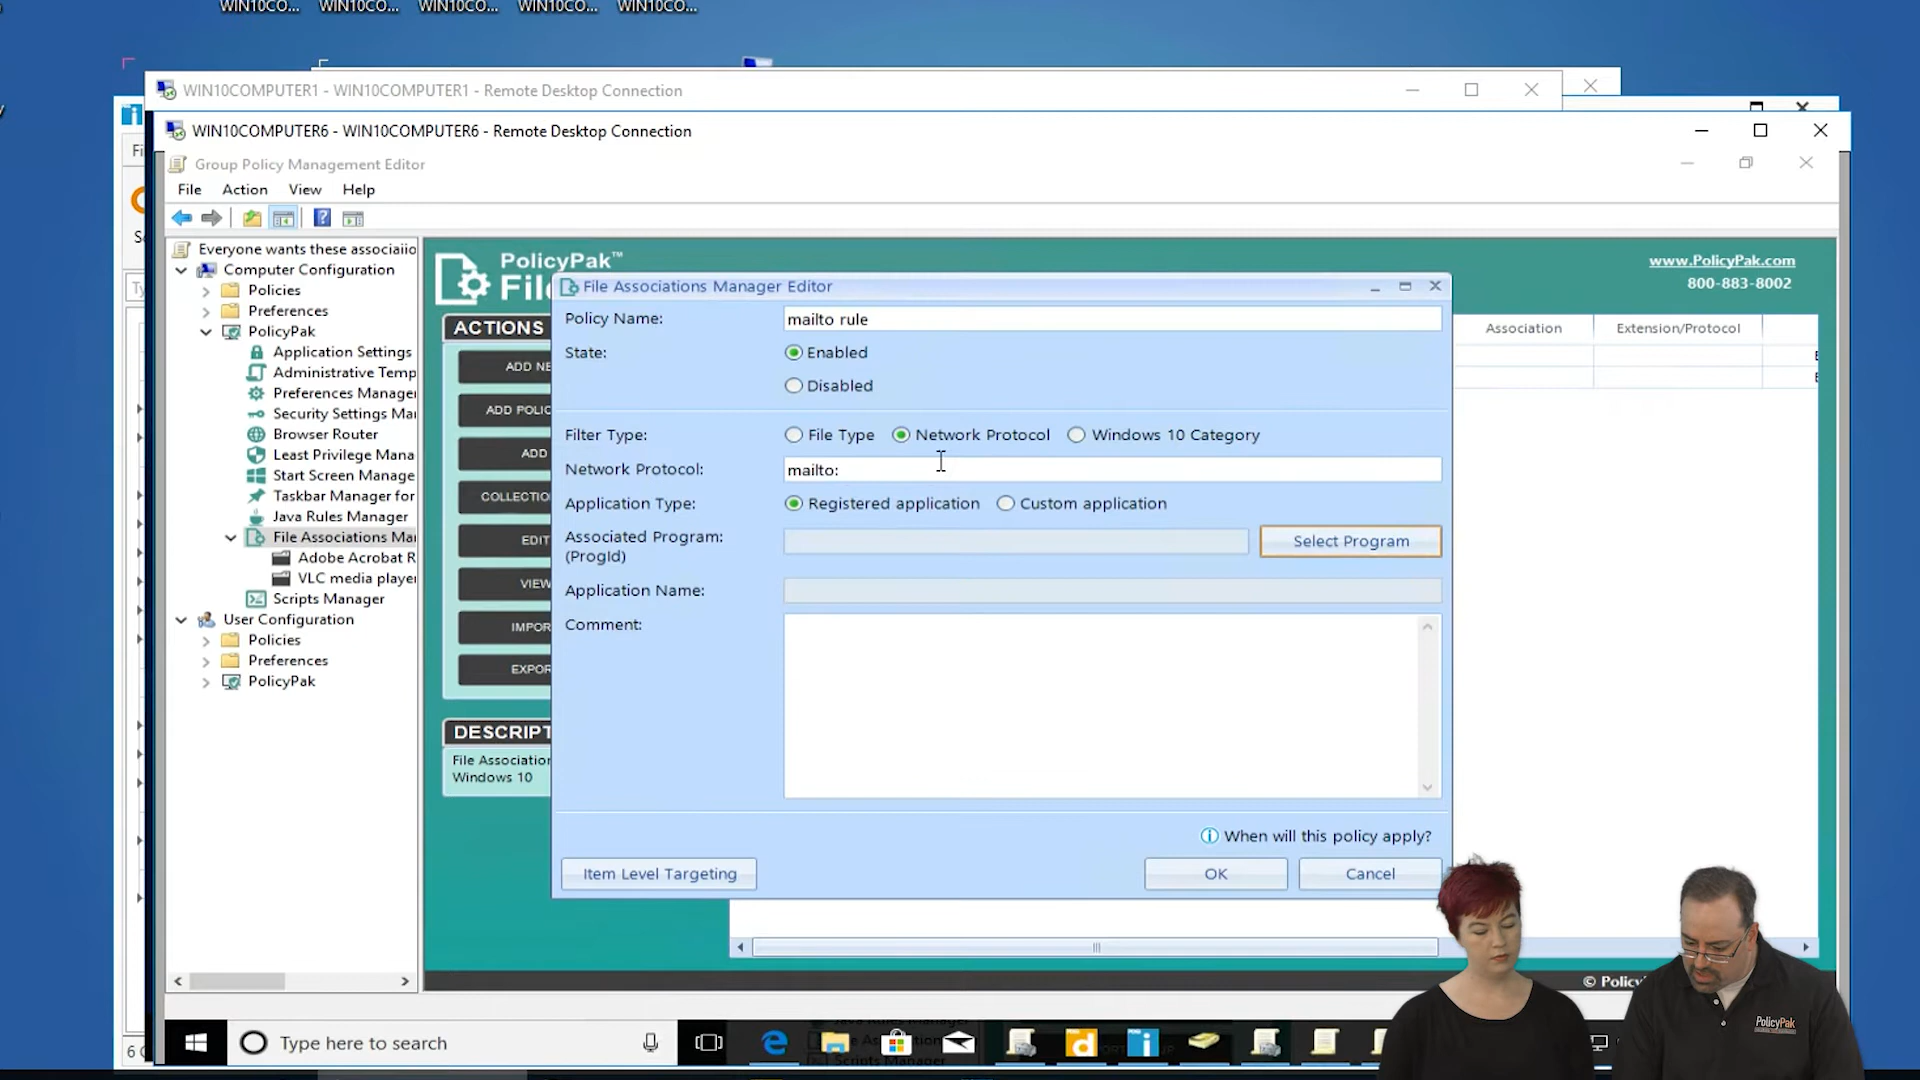 WIN10CO... WIN10CO... WIN10CO... WIN10CO... WIN10CO...
WIN10COMPUTER1 - WIN10COMPUTER1 - Remote Desktop Connection
WIN10COMPUTER6 - WIN10COMPUTER6 - Remote Desktop Connection
Group Policy Management Editor
File Action View Help
Everyone wants these associaiio
Computer Configuration
Policies
Preferences
PolicyPak
Application Settings
Administrative Temp
Preferences Manage
Security Settings Ma
Browser Router
Least Privilege Mana
Start Screen Manage
Taskbar Manager for
Java Rules Manager
File Associations Ma
Adobe Acrobat R
VLC media playe
Scripts Manager
User Configuration
Policies
Preferences
PolicyPak
PolicyPak™
www.PolicyPak.com
800-883-8002
ACTIONS
ADD NE
ADD POLIC
ADD
COLLECTIO
EDIT
VIEW
IMPOR
EXPOR
DESCRIPT
File Association
Windows 10
Association Extension/Protocol
File Associations Manager Editor
Policy Name: mailto rule
State: Enabled
Disabled
Filter Type: File Type Network Protocol Windows 10 Category
Network Protocol: mailto:
Application Type: Registered application Custom application
Associated Program:
(ProgId)
Select Program
Application Name:
Comment:
When will this policy apply?
Item Level Targeting OK Cancel
© Policy
PolicyPak
Type here to search